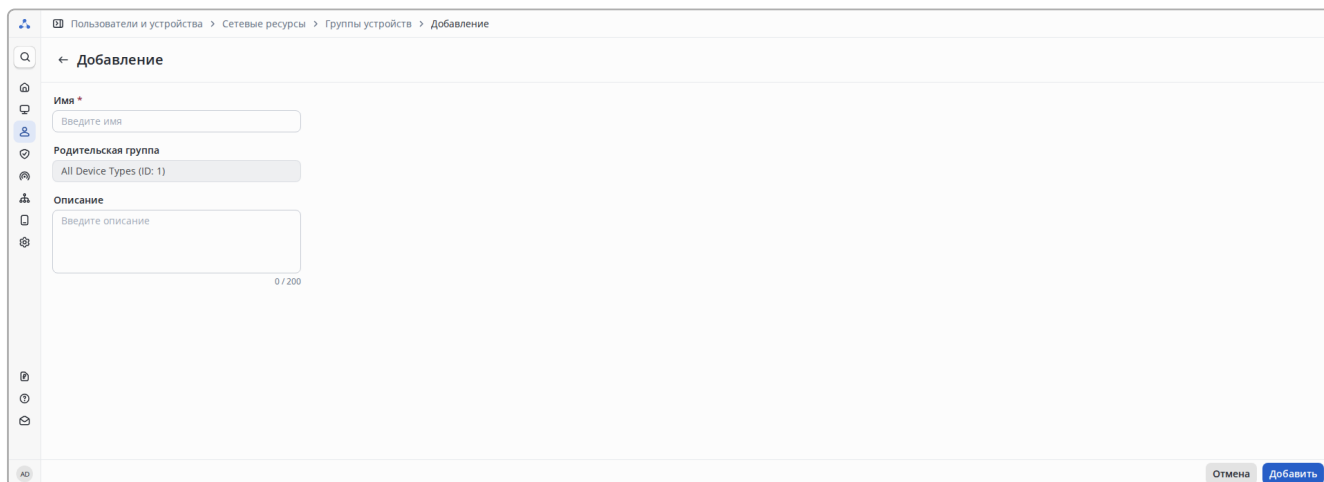 Пользователи и устройства > Сетевые ресурсы > Группы устройств > Добавление
← Добавление
Имя *
Введите имя
Родительская группа
All Device Types (ID: 1)
Описание
Введите описание
0 / 200
AD
Отмена
Добавить